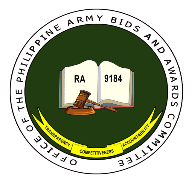 OFFICE OF THE PHILIPPINE ARMY BIDS AND AWARDS COMMITTEE
RA 9184
TRANSPARENCY
COMPETITIVENESS
ACCOUNTABILITY